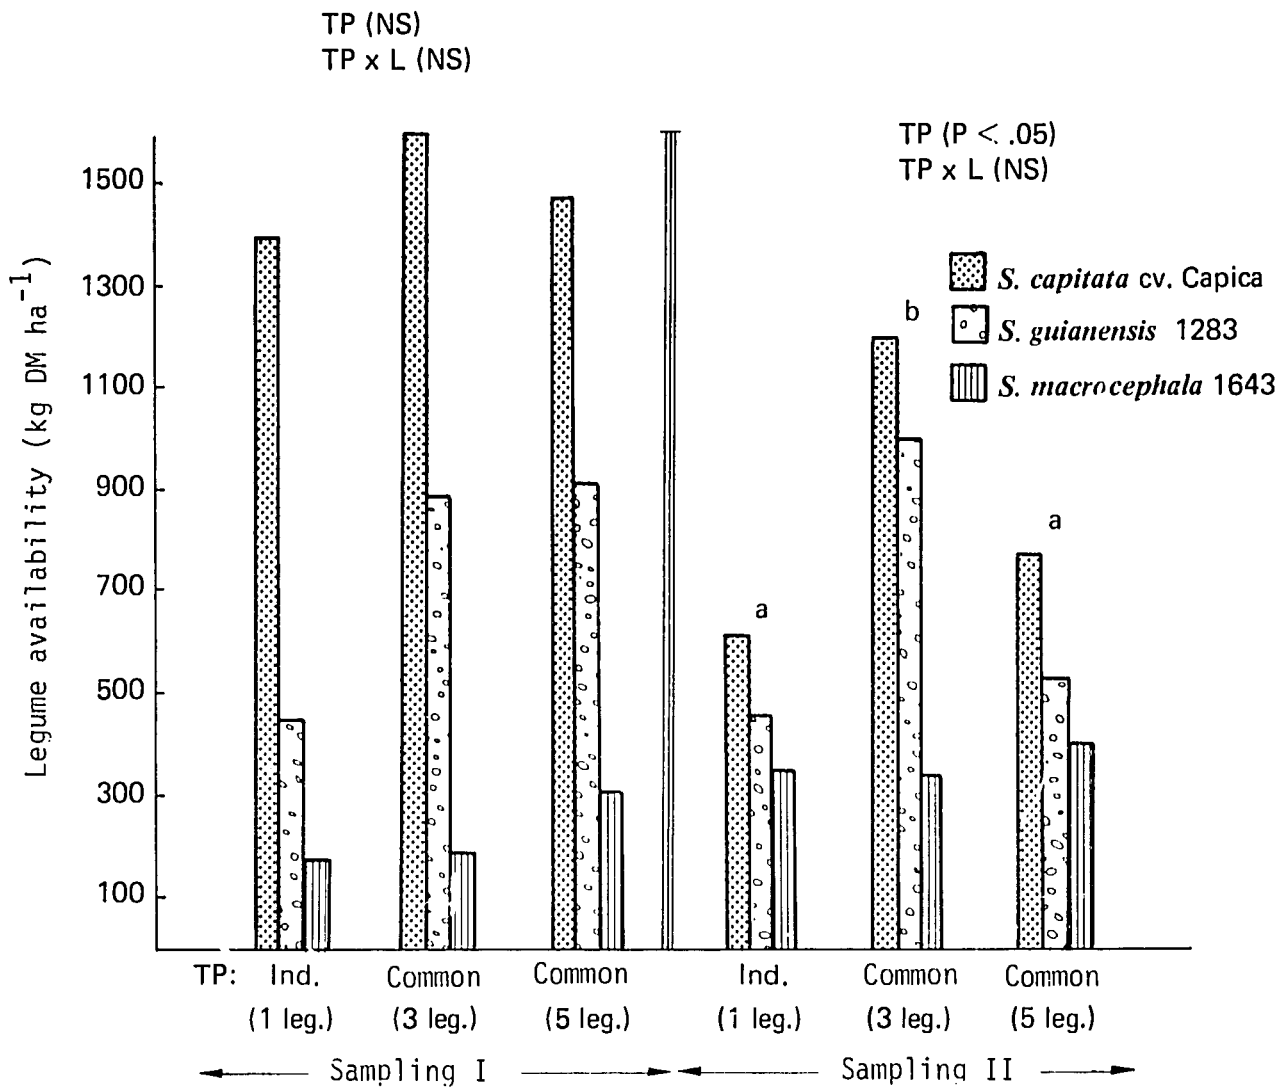 TP (NS)
TP x L (NS)
TP (P < .05)
TP x L (NS)
S. capitata cv. Capica
S. guianensis 1283
S. macrocephala 1643
Legume availability (kg DM ha⁻¹)
1500
1300
1100
900
700
500
300
100
b
a
a
TP: Ind. Common Common Ind. Common Common
(1 leg.) (3 leg.) (5 leg.) (1 leg.) (3 leg.) (5 leg.)
Sampling I Sampling II